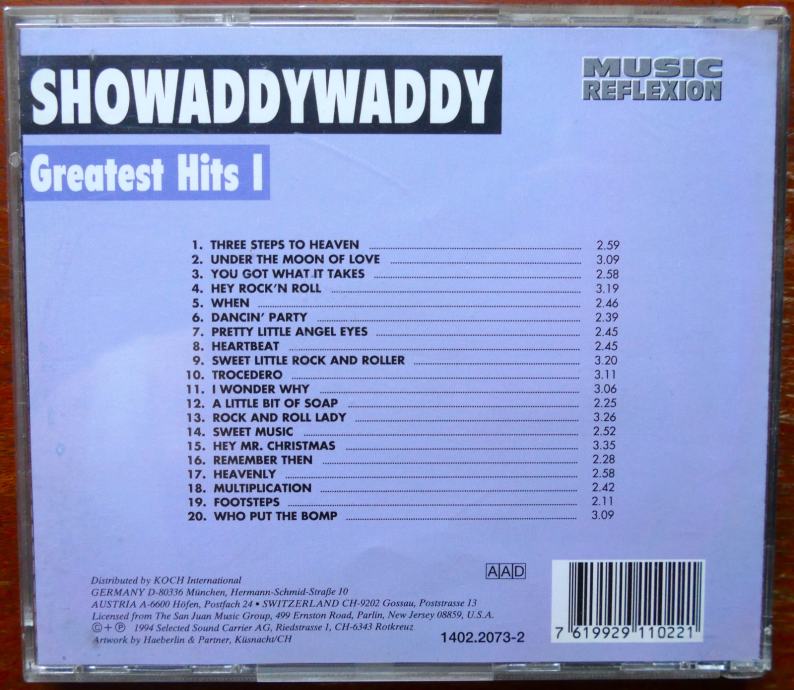 SHOWADDYWADDY
MUSIC
REFLEXION
Greatest Hits I
1. THREE STEPS TO HEAVEN 2.59
2. UNDER THE MOON OF LOVE 3.09
3. YOU GOT WHAT IT TAKES 2.58
4. HEY ROCK'N ROLL 3.19
5. WHEN 2.46
6. DANCIN' PARTY 2.39
7. PRETTY LITTLE ANGEL EYES 2.45
8. HEARTBEAT 2.45
9. SWEET LITTLE ROCK AND ROLLER 3.20
10. TROCEDERO 3.11
11. I WONDER WHY 3.06
12. A LITTLE BIT OF SOAP 2.25
13. ROCK AND ROLL LADY 3.26
14. SWEET MUSIC 2.52
15. HEY MR. CHRISTMAS 3.35
16. REMEMBER THEN 2.28
17. HEAVENLY 2.58
18. MULTIPLICATION 2.42
19. FOOTSTEPS 2.11
20. WHO PUT THE BOMP 3.09
AAD
Distributed by KOCH International
GERMANY D-80336 München, Hermann-Schmid-Straße 10
AUSTRIA A-6600 Höfen, Postfach 24 • SWITZERLAND CH-9202 Gossau, Poststrasse 13
Licensed from The San Juan Music Group, 499 Ernston Road, Parlin, New Jersey 08859, U.S.A.
©+℗ 1994 Selected Sound Carrier AG, Riedstrasse 1, CH-6343 Rotkreuz
Artwork by Haeberlin & Partner, Küsnacht/CH
1402.2073-2
7 619929 110221